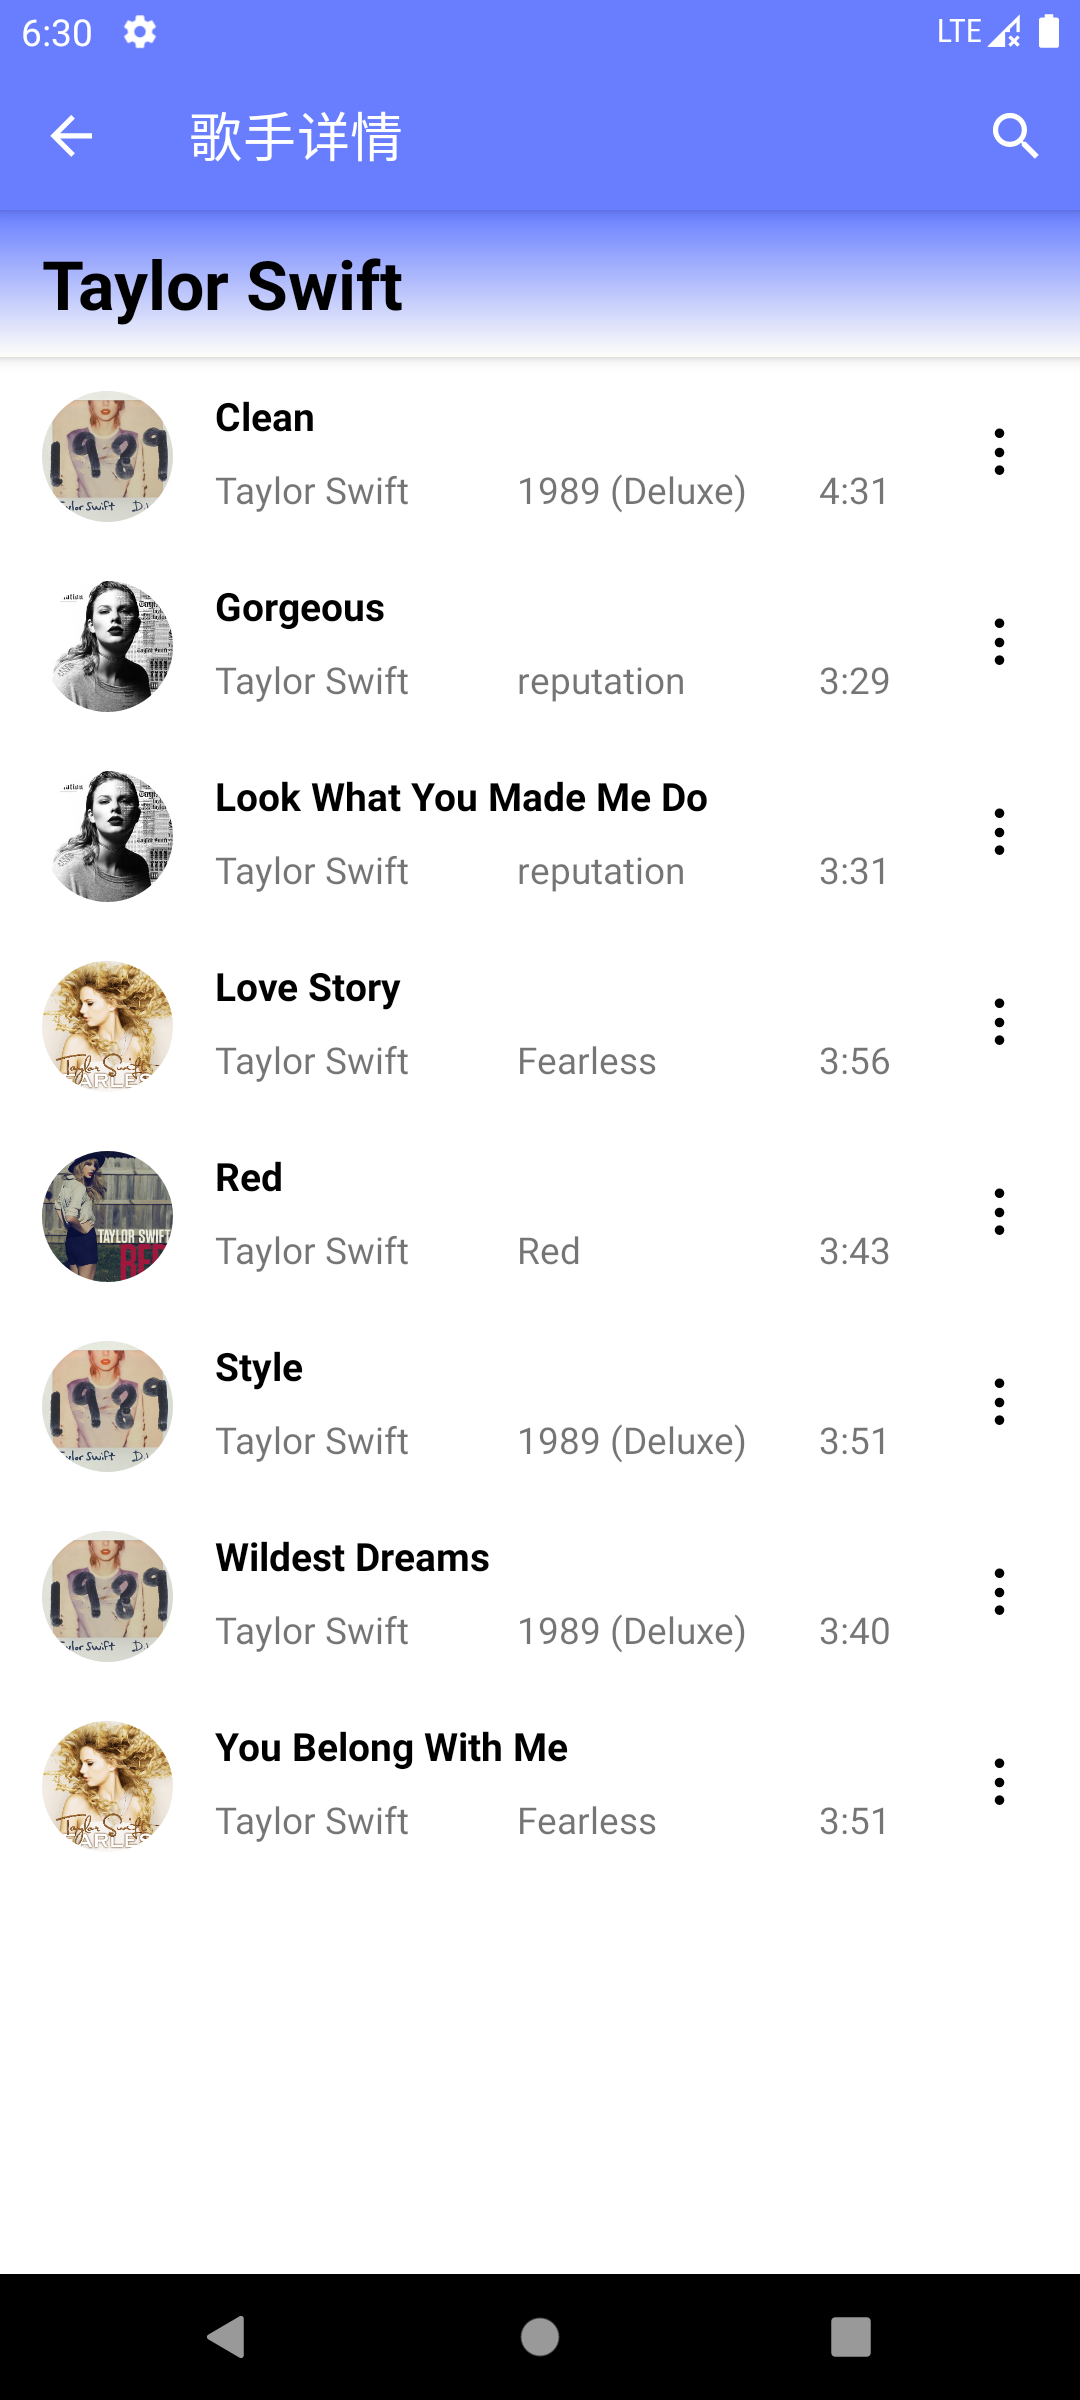 6:30 LTE
歌手详情
Taylor Swift
Clean
Taylor Swift 1989 (Deluxe) 4:31
Gorgeous
Taylor Swift reputation 3:29
Look What You Made Me Do
Taylor Swift reputation 3:31
Love Story
Taylor Swift Fearless 3:56
Red
Taylor Swift Red 3:43
Style
Taylor Swift 1989 (Deluxe) 3:51
Wildest Dreams
Taylor Swift 1989 (Deluxe) 3:40
You Belong With Me
Taylor Swift Fearless 3:51